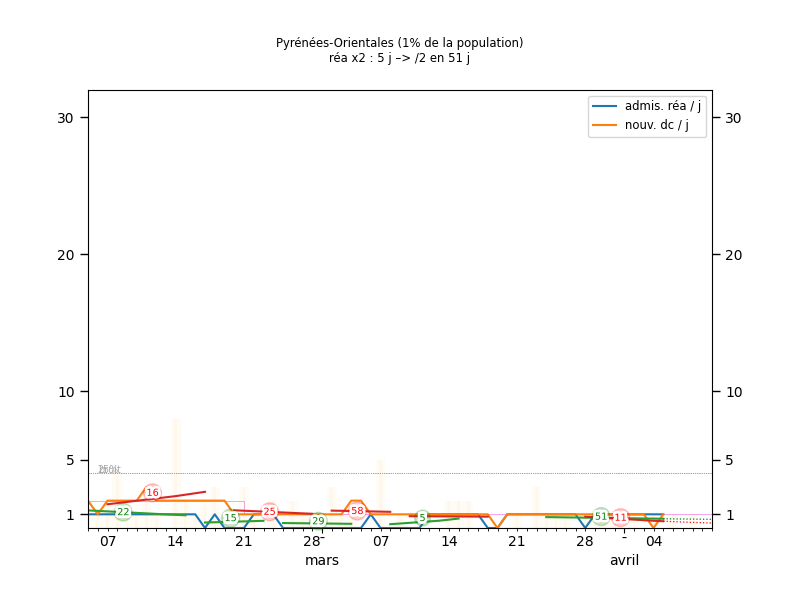 Pyrénées-Orientales (1% de la population)
réa x2 : 5 j –> /2 en 51 j
admis. réa / j
nouv. dc / j
30 30
20 20
10 10
5 5
1 1
16
22
15
25
29
58
5
51
11
07 14 21 28 07 14 21 28 04
mars avril